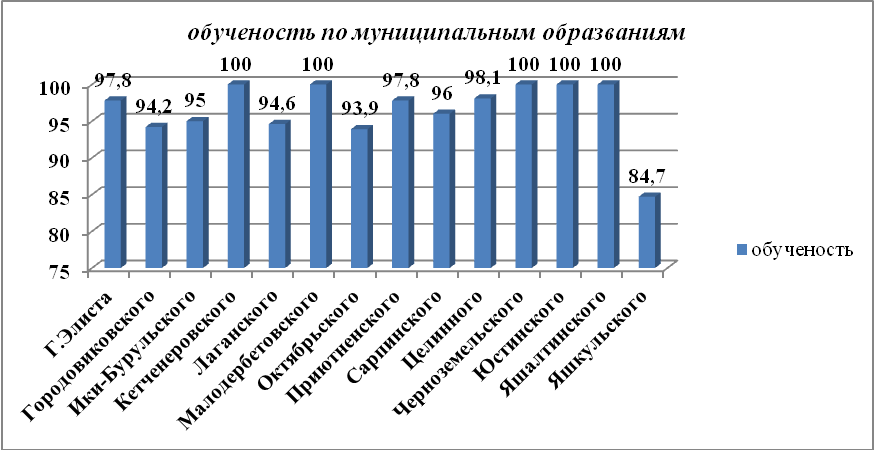 обученость по муниципальным образваниям
97,8
94,2
95
100
94,6
100
93,9
97,8
96
98,1
100
100
100
84,7
100
95
90
85
80
75
Г.Элиста
Городовиковского
Ики-Бурульского
Кетченеровского
Лаганского
Малодербетовского
Октябрьского
Приютненского
Сарпинского
Целинного
Черноземельского
Юстинского
Яшалтинского
Яшкульского
обученость